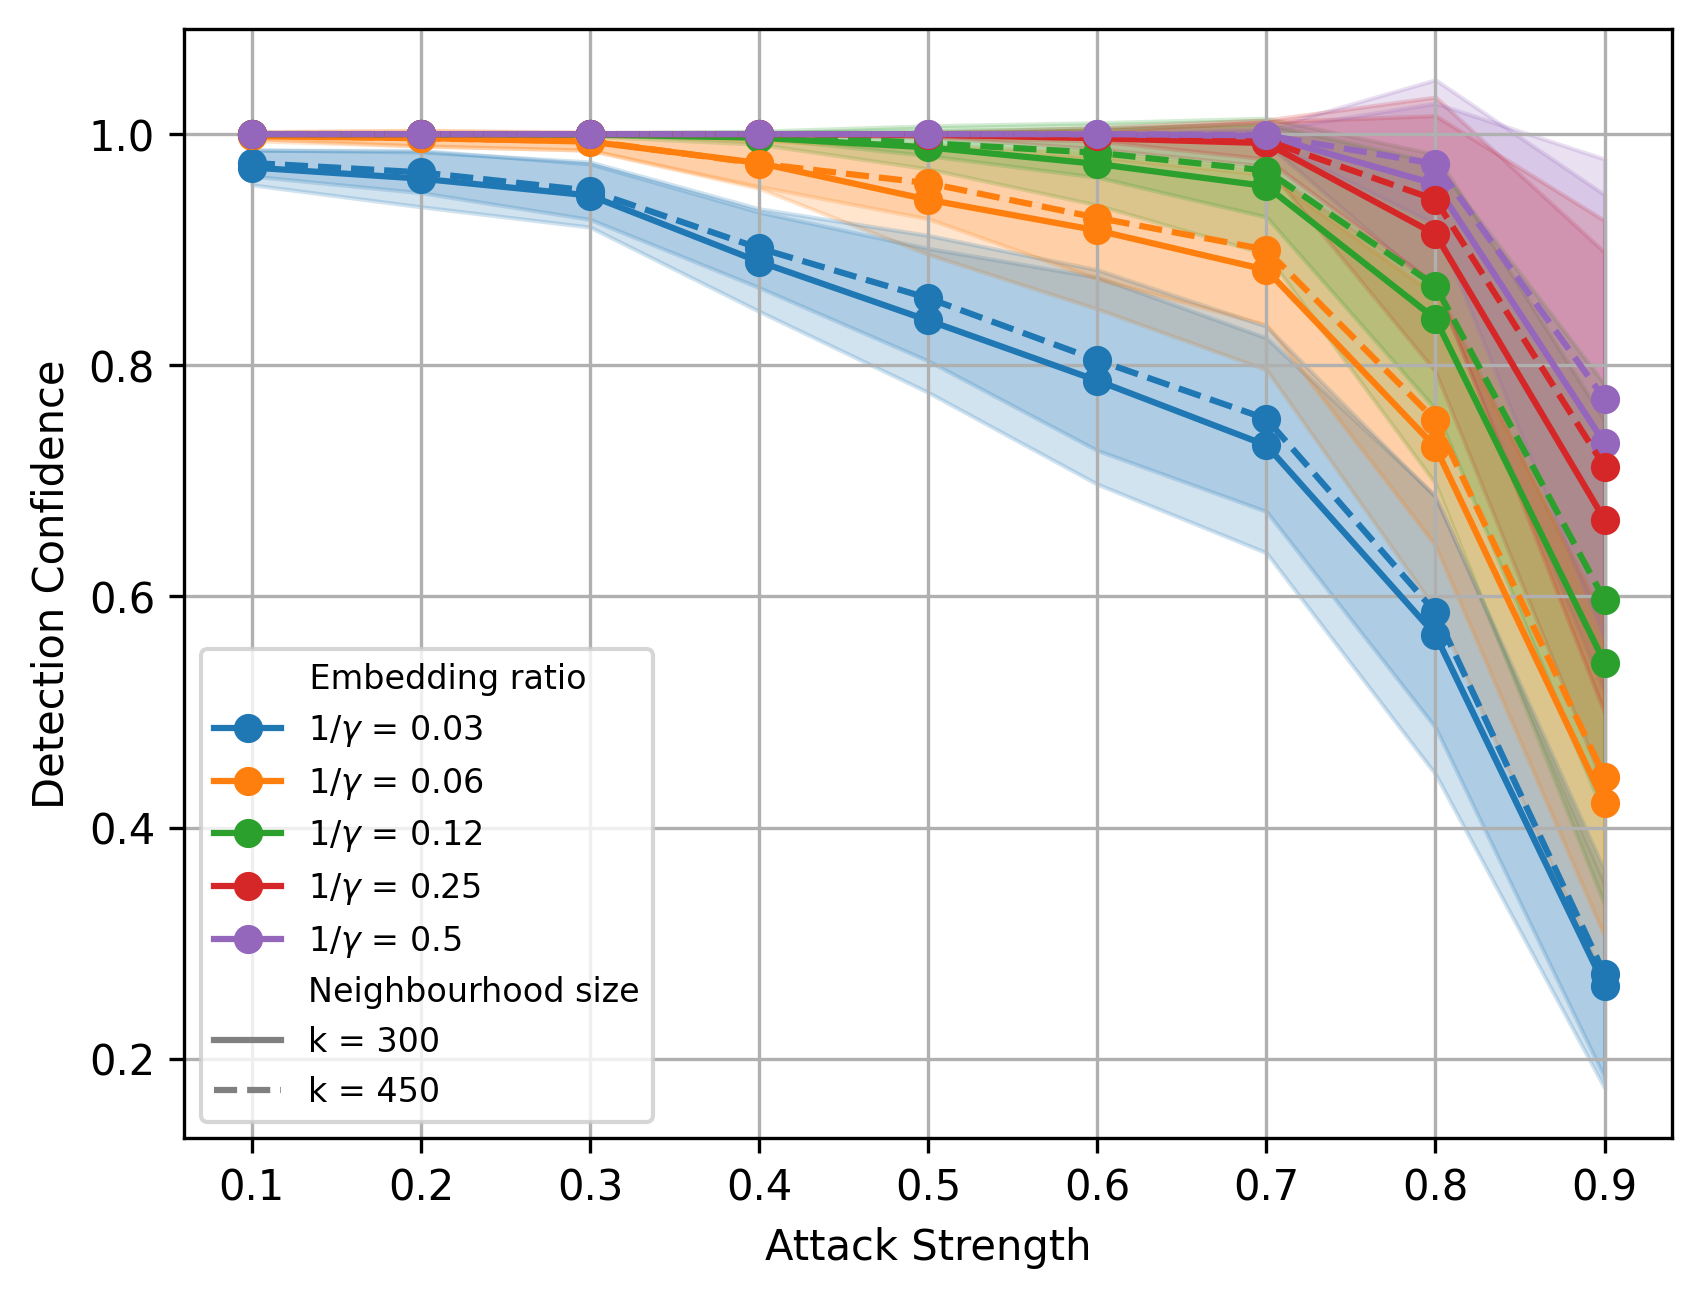 1.0
0.8
0.6
0.4
0.2
Detection Confidence
Embedding ratio
1/γ = 0.03
1/γ = 0.06
1/γ = 0.12
1/γ = 0.25
1/γ = 0.5
Neighbourhood size
k = 300
k = 450
0.1 0.2 0.3 0.4 0.5 0.6 0.7 0.8 0.9
Attack Strength